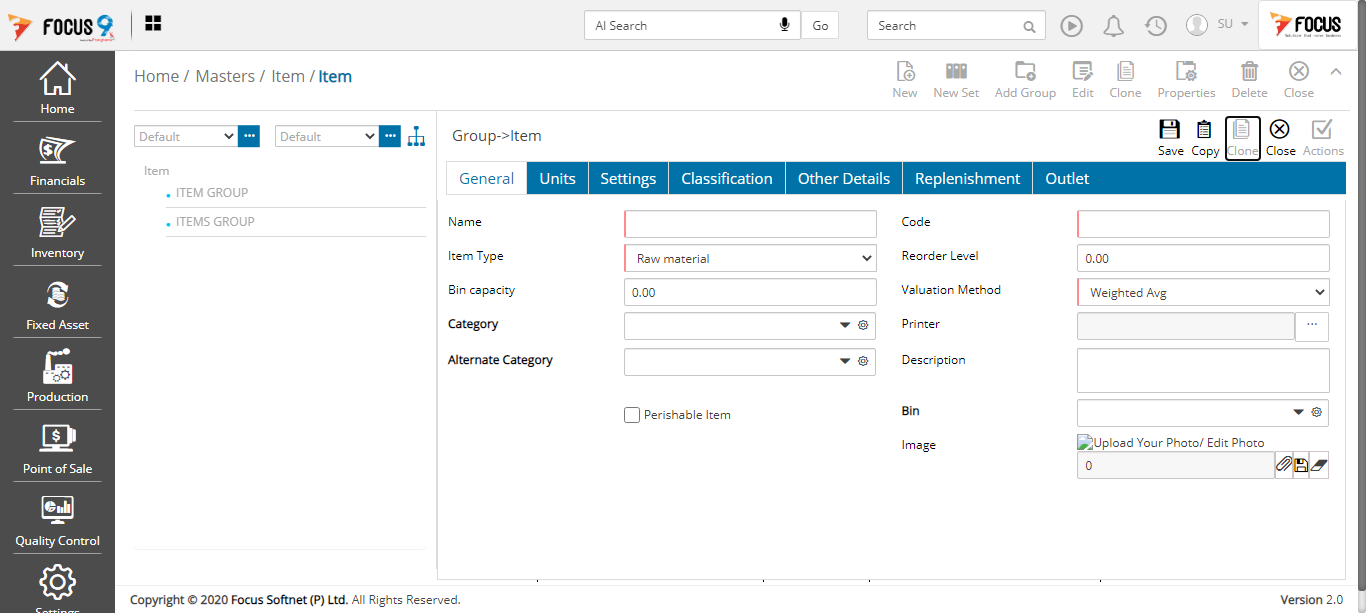 FOCUS 9
AI Search
Go
Search
SU
FOCUS
Home
Financials
Inventory
Fixed Asset
Production
Point of Sale
Quality Control
Settings
Home / Masters / Item / Item
New
New Set
Add Group
Edit
Clone
Properties
Delete
Close
Default
Default
Item
ITEM GROUP
ITEMS GROUP
Group->Item
Save
Copy
Clone
Close
Actions
General
Units
Settings
Classification
Other Details
Replenishment
Outlet
Name
Code
Item Type
Raw material
Reorder Level
0.00
Bin capacity
0.00
Valuation Method
Weighted Avg
Category
Printer
...
Alternate Category
Description
Perishable Item
Bin
Image
Upload Your Photo/ Edit Photo
0
Copyright © 2020 Focus Softnet (P) Ltd. All Rights Reserved.
Version 2.0